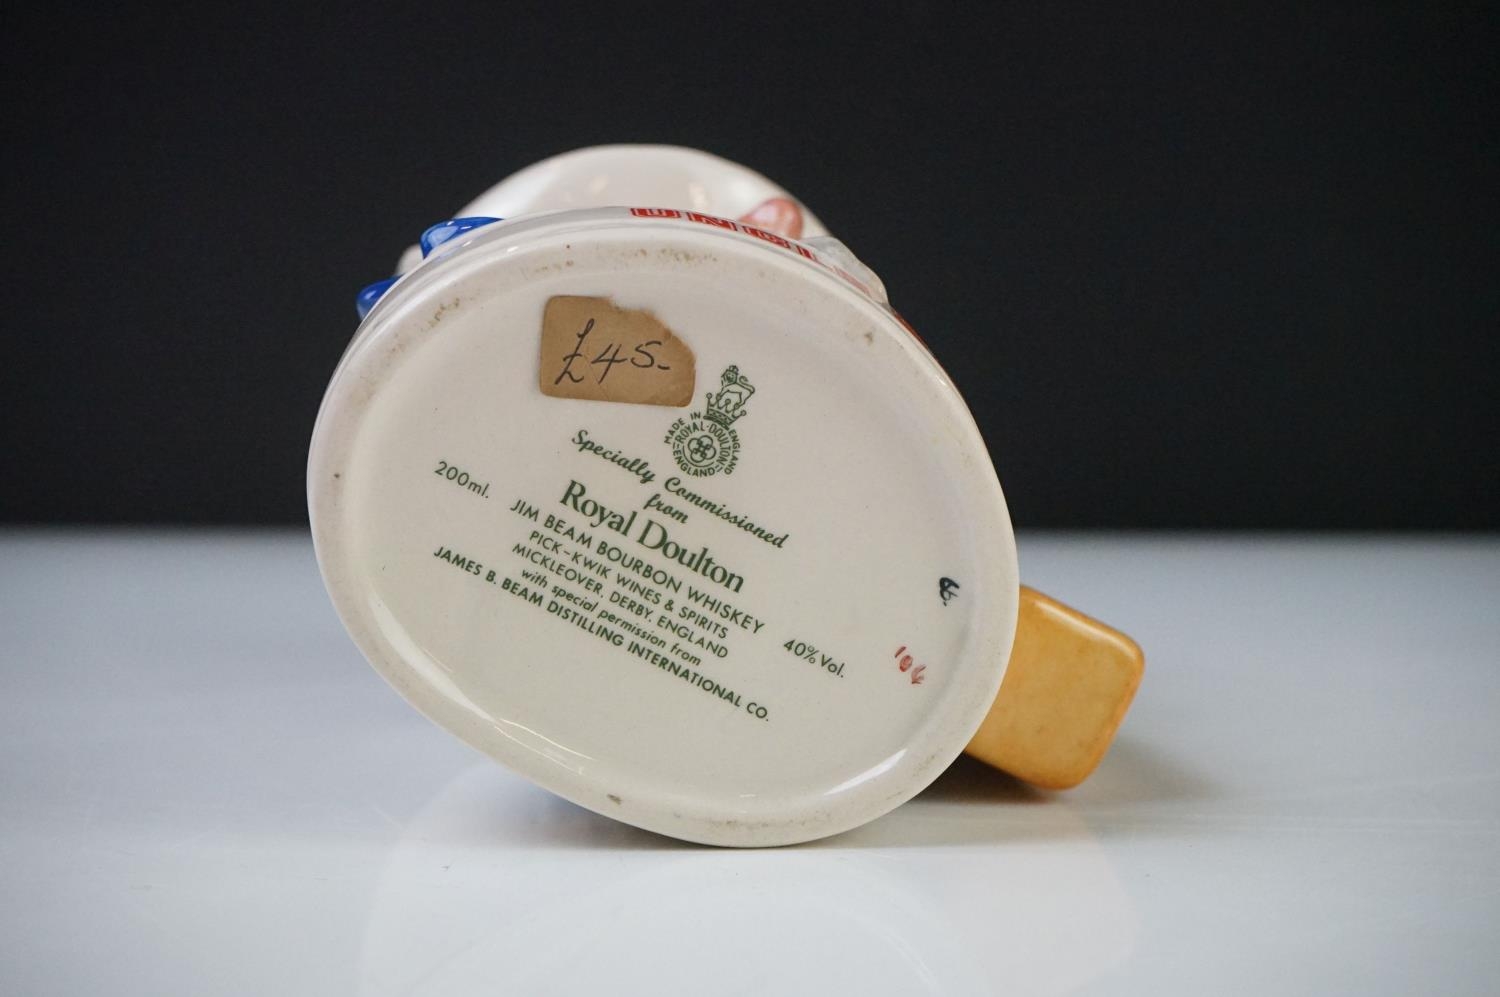 £45-
MADE IN ENGLAND
ROYAL·DOULTON
ENGLAND
Specially Commissioned
from
Royal Doulton
200ml.
JIM BEAM BOURBON WHISKEY
40% Vol.
PICK-KWIK WINES & SPIRITS
MICKLEOVER, DERBY, ENGLAND
with special permission from
JAMES B. BEAM DISTILLING INTERNATIONAL CO.